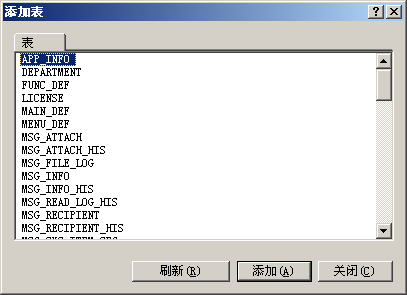 添加表
表
APP_INFO
DEPARTMENT
FUNC_DEF
LICENSE
MAIN_DEF
MENU_DEF
MSG_ATTACH
MSG_ATTACH_HIS
MSG_FILE_LOG
MSG_INFO
MSG_INFO_HIS
MSG_READ_LOG_HIS
MSG_RECIPIENT
MSG_RECIPIENT_HIS
刷新(R) 添加(A) 关闭(C)